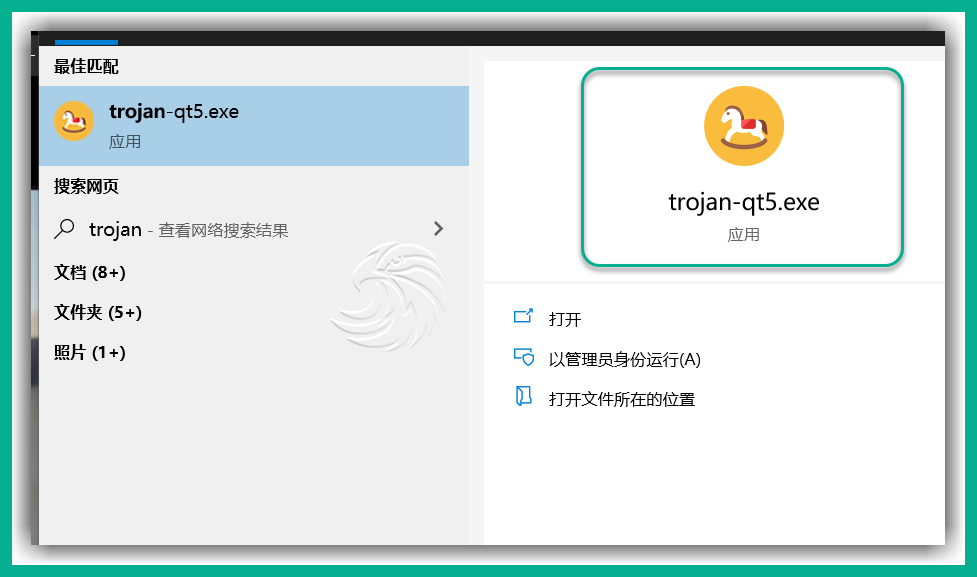 最佳匹配
trojan-qt5.exe
应用
搜索网页
trojan - 查看网络搜索结果
文档 (8+)
文件夹 (5+)
照片 (1+)
trojan-qt5.exe
应用
打开
以管理员身份运行(A)
打开文件所在的位置